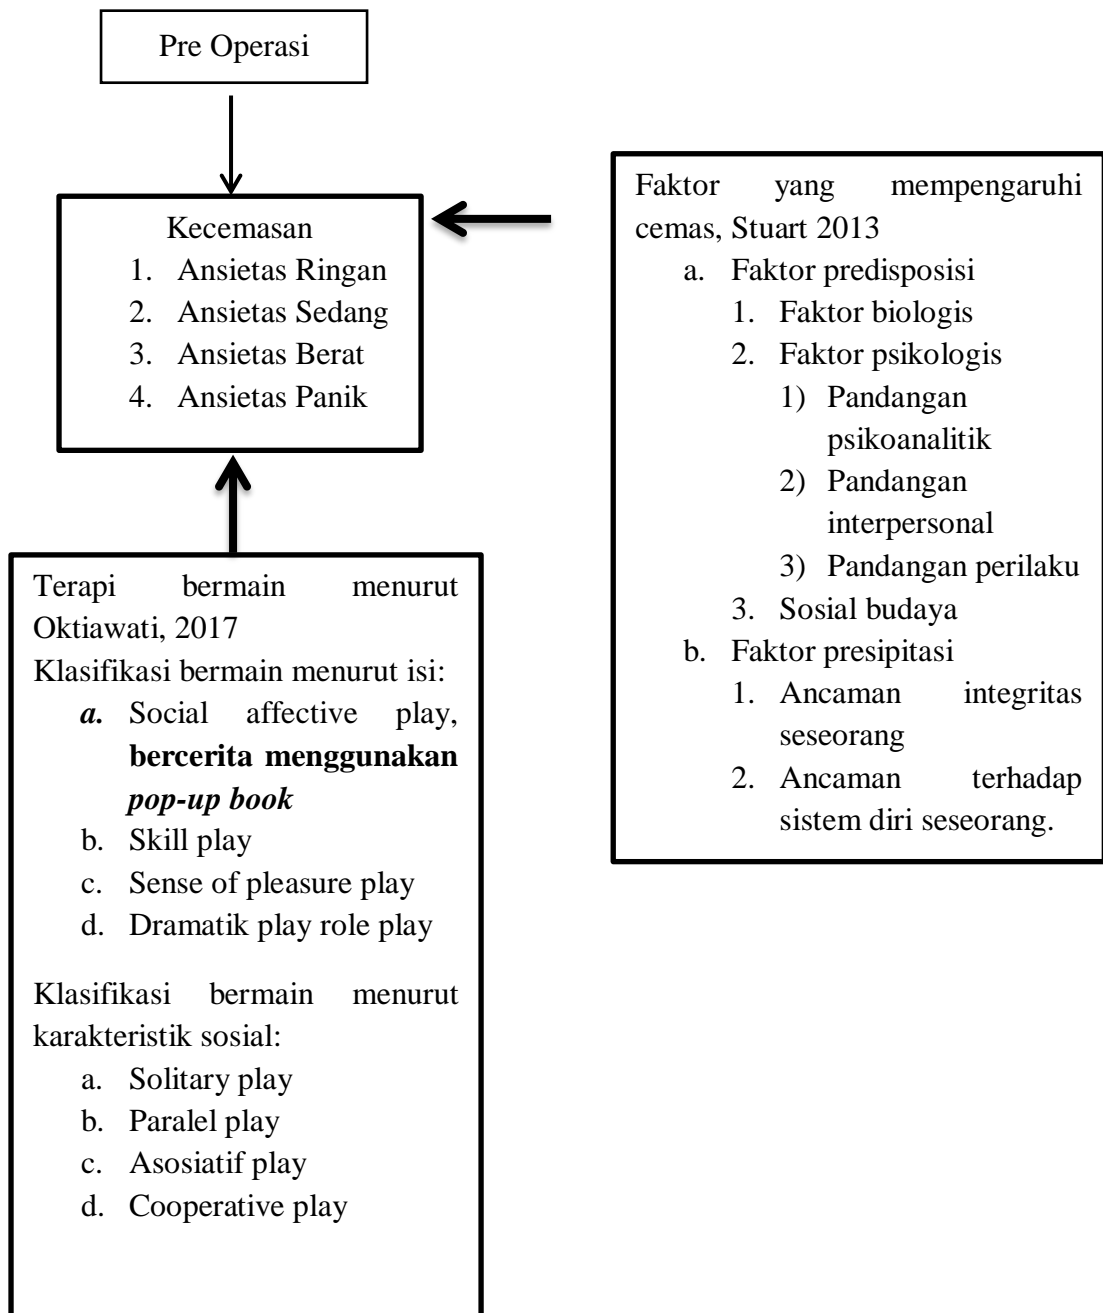 Pre Operasi
Kecemasan
1. Ansietas Ringan
2. Ansietas Sedang
3. Ansietas Berat
4. Ansietas Panik
Faktor yang mempengaruhi
cemas, Stuart 2013
a. Faktor predisposisi
1. Faktor biologis
2. Faktor psikologis
1) Pandangan
psikoanalitik
2) Pandangan
interpersonal
3) Pandangan perilaku
3. Sosial budaya
b. Faktor presipitasi
1. Ancaman integritas
seseorang
2. Ancaman terhadap
sistem diri seseorang.
Terapi bermain menurut
Oktiawati, 2017
Klasifikasi bermain menurut isi:
a. Social affective play,
bercerita menggunakan
pop-up book
b. Skill play
c. Sense of pleasure play
d. Dramatik play role play
Klasifikasi bermain menurut
karakteristik sosial:
a. Solitary play
b. Paralel play
c. Asosiatif play
d. Cooperative play